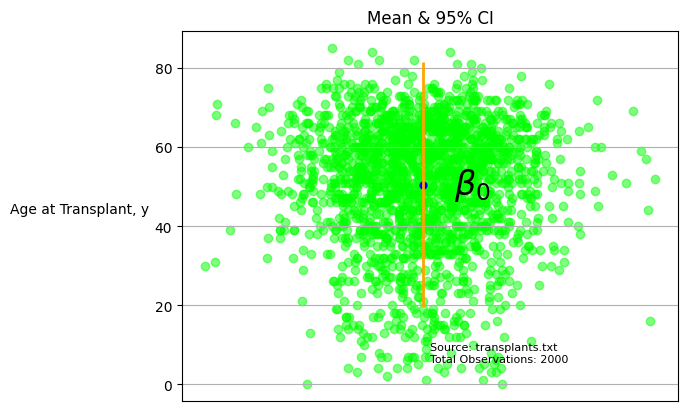 Mean & 95% CI
80
60
β₀
Age at Transplant, y
40
20
Source: transplants.txt
Total Observations: 2000
0